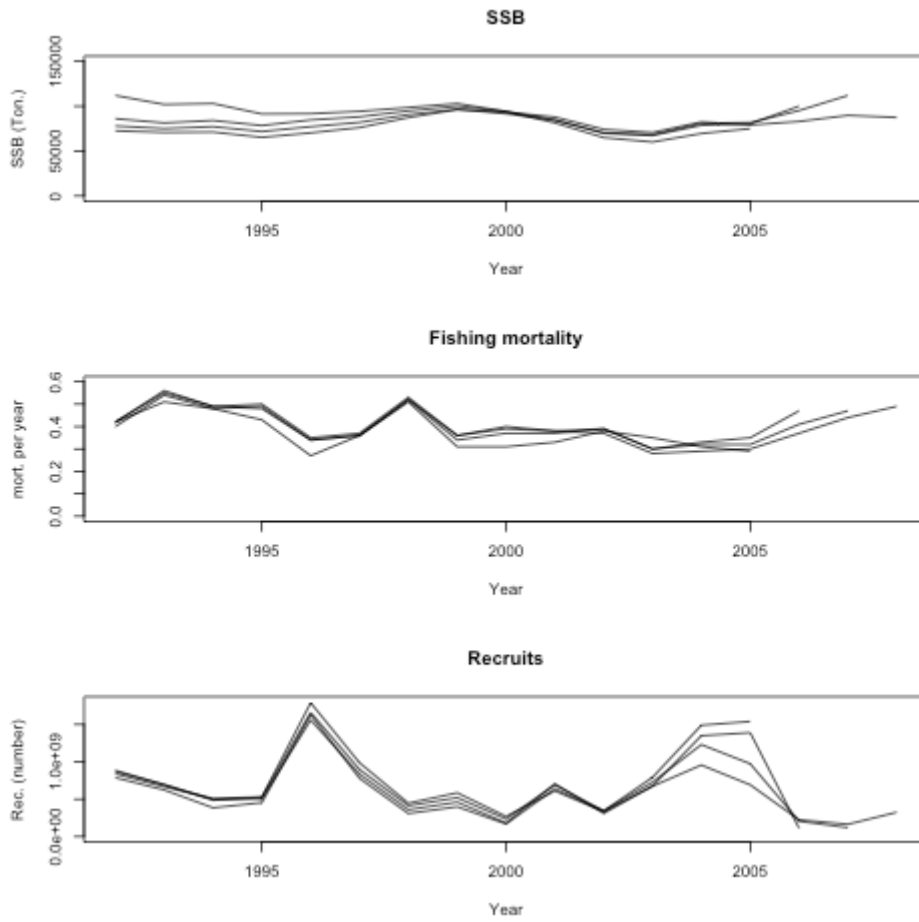 SSB
150000
50000
0
SSB (Ton.)
1995 2000 2005
Year
Fishing mortality
0.6
0.4
0.2
0.0
mort. per year
1995 2000 2005
Year
Recruits
1.0e+09
0.0e+00
Rec. (number)
1995 2000 2005
Year